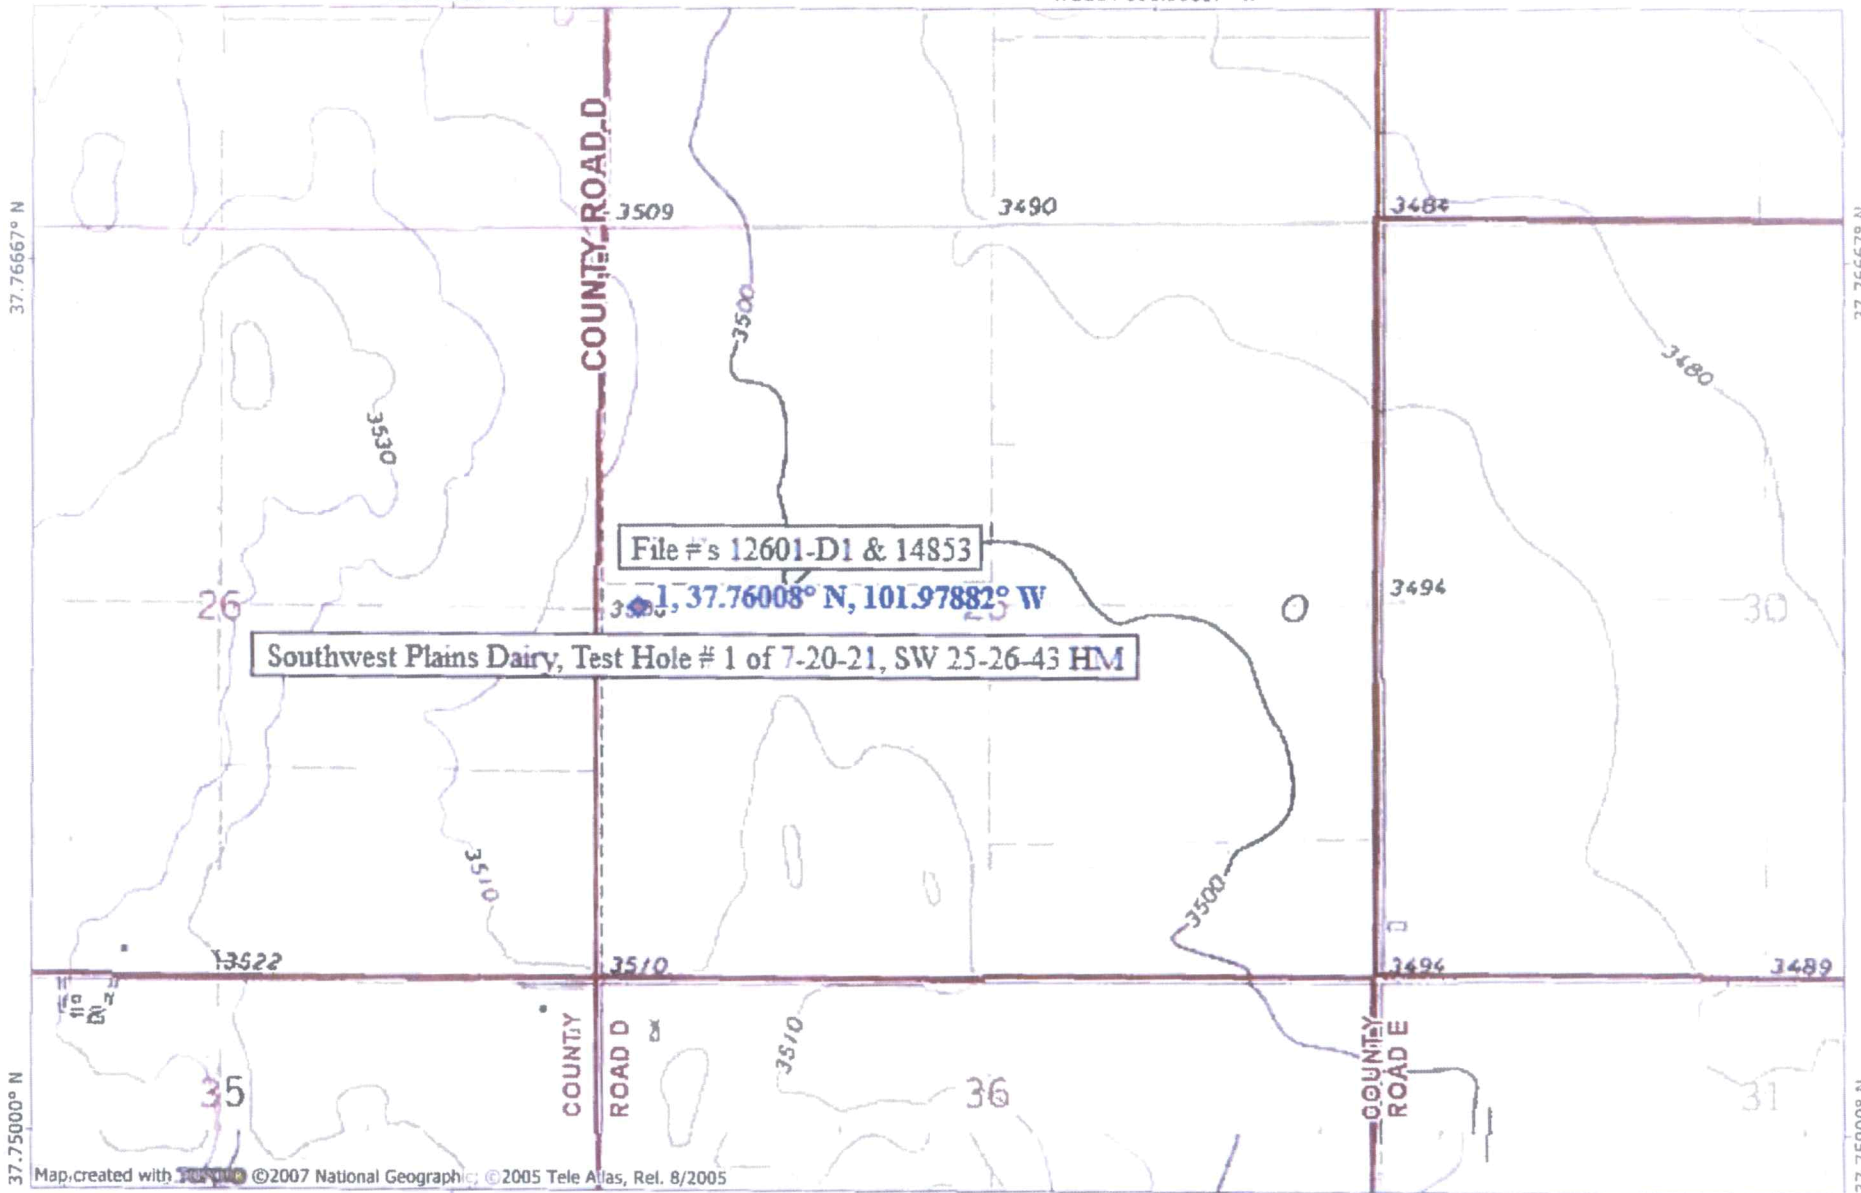 37.76667° N
COUNTY ROAD D
3509
3490
3484
3500
3480
3530
File #'s 12601-D1 & 14853
1, 37.76008° N, 101.97882° W
26
25
3494
30
Southwest Plains Dairy, Test Hole # 1 of 7-20-21, SW 25-26-43 HM
3510
3500
3522
3510
3494
3489
COUNTY
ROAD D
3510
COUNTY
ROAD E
35
36
31
37.75000° N
Map created with ©2007 National Geographic; ©2005 Tele Atlas, Rel. 8/2005